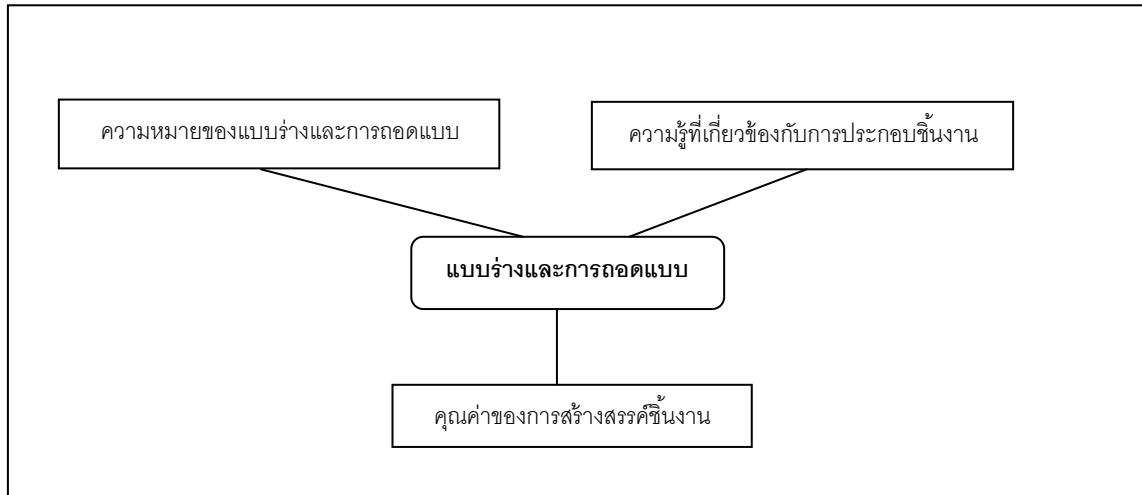 ความหมายของแบบร่างและการถอดแบบ
ความรู้ที่เกี่ยวข้องกับการประกอบชิ้นงาน
แบบร่างและการถอดแบบ
คุณค่าของการสร้างสรรค์ชิ้นงาน